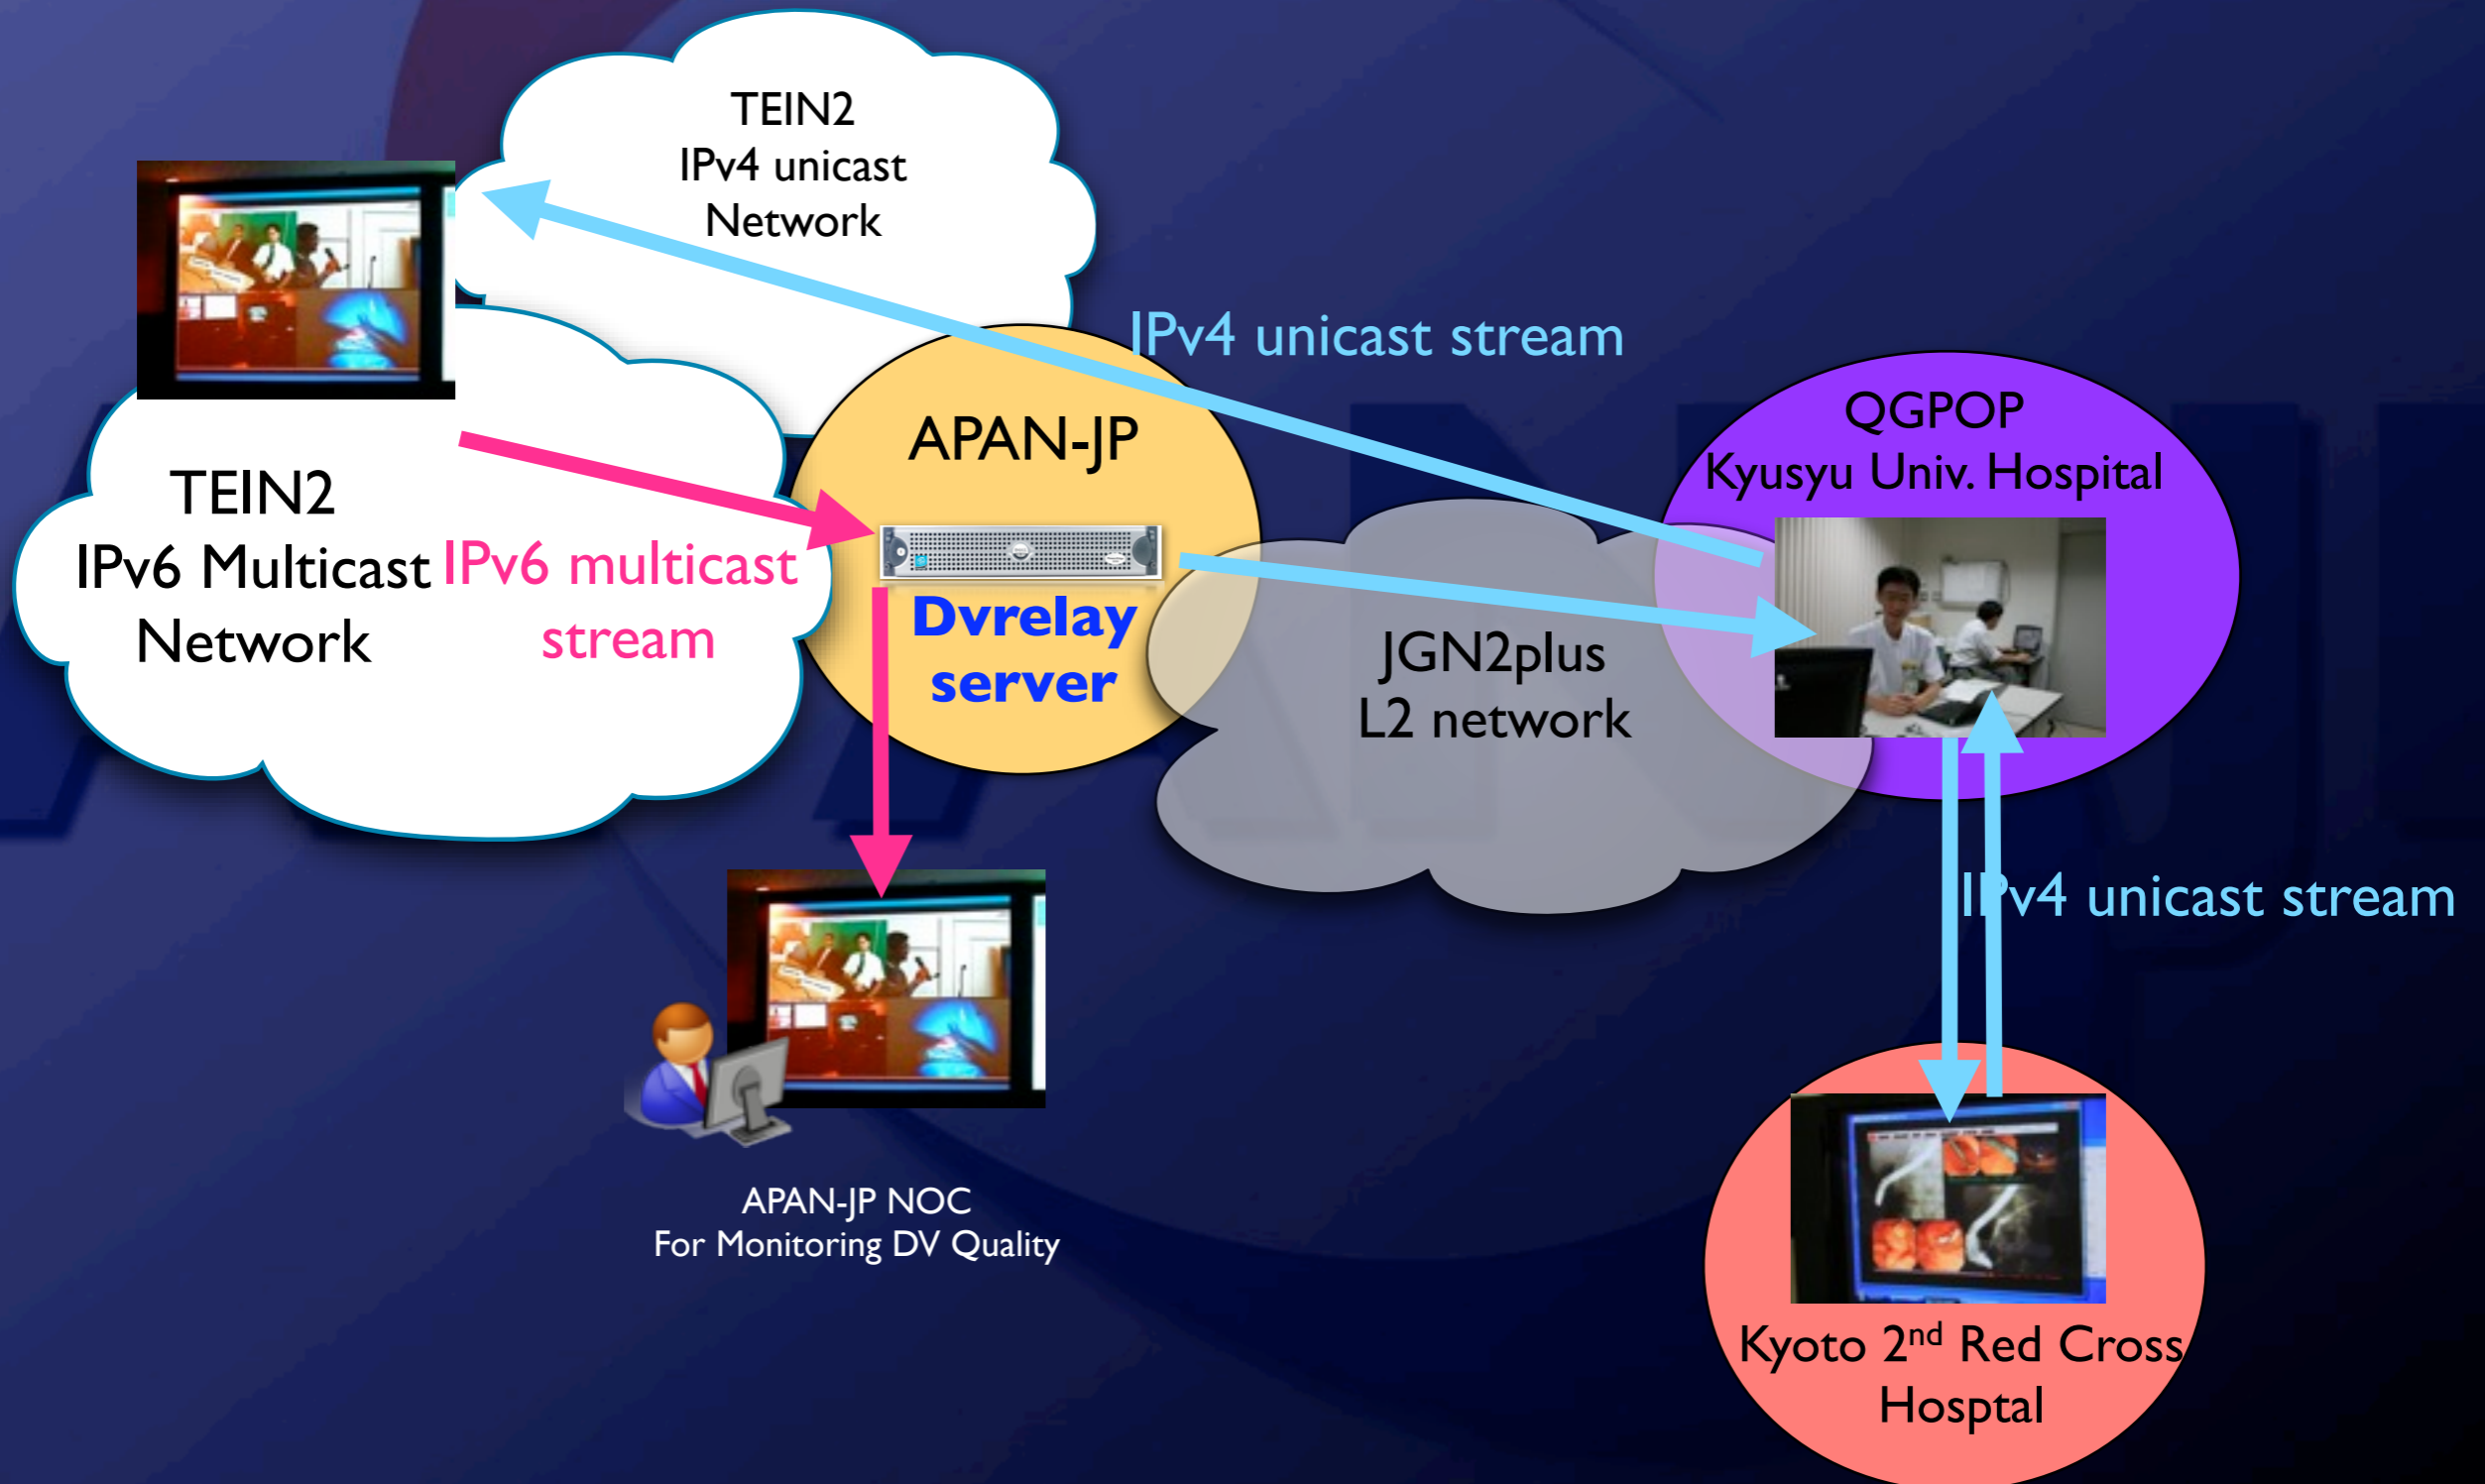 TEIN2
IPv4 unicast
Network
IPv4 unicast stream
APAN-JP
QGPOP
Kyusyu Univ. Hospital
TEIN2
IPv6 Multicast
Network
IPv6 multicast
stream
Dvrelay
server
JGN2plus
L2 network
IPv4 unicast stream
APAN-JP NOC
For Monitoring DV Quality
Kyoto 2nd Red Cross
Hosptal